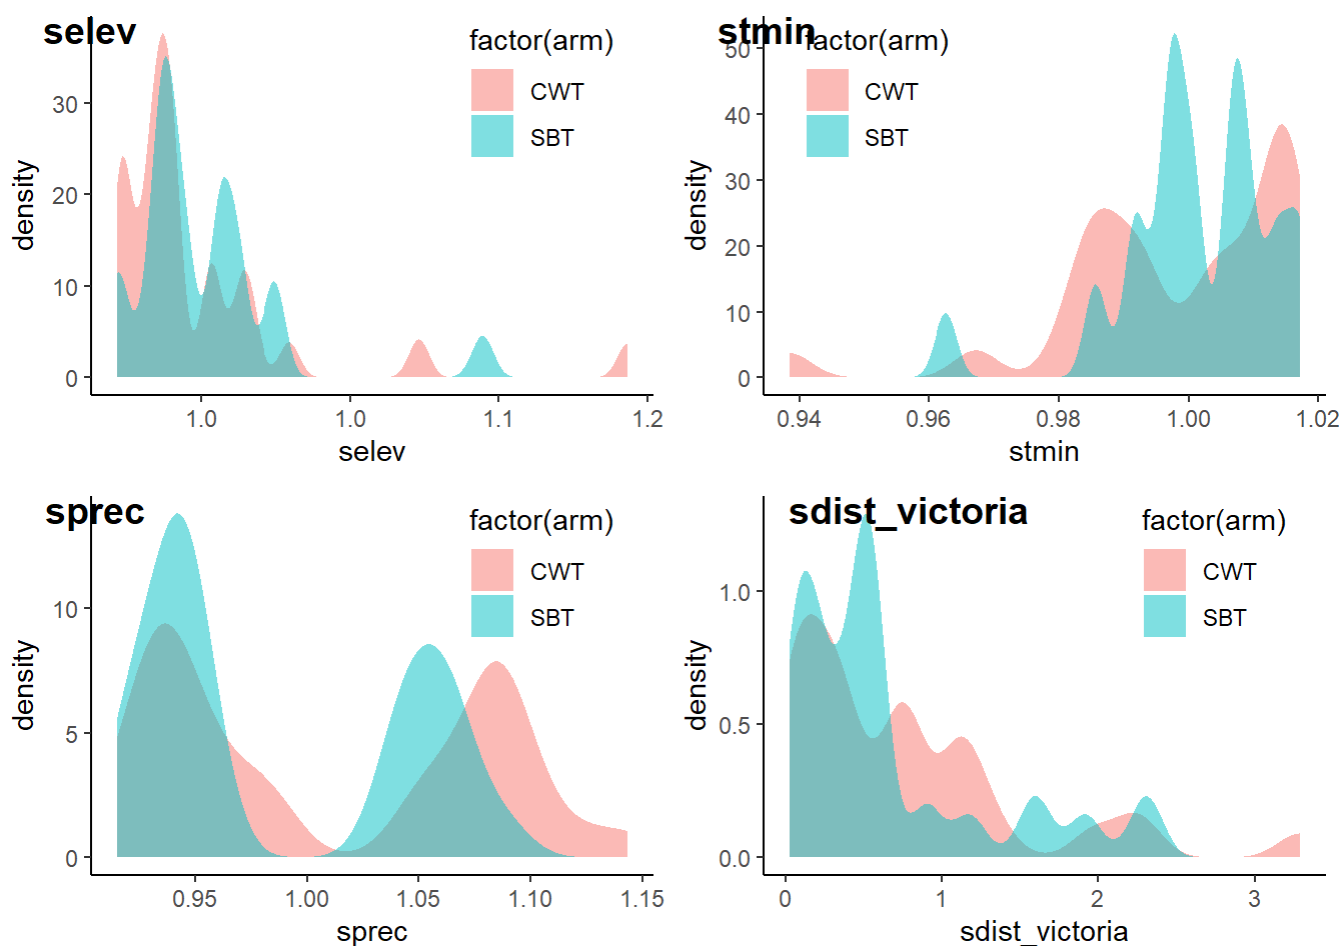 selev
factor(arm)
CWT
SBT
density
30
20
10
0
1.0 1.0 1.1 1.2
selev
stmin
factor(arm)
CWT
SBT
density
50
40
30
20
10
0
0.94 0.96 0.98 1.00 1.02
stmin
sprec
factor(arm)
CWT
SBT
density
10
5
0
0.95 1.00 1.05 1.10 1.15
sprec
sdist_victoria
factor(arm)
CWT
SBT
density
1.0
0.5
0.0
0 1 2 3
sdist_victoria